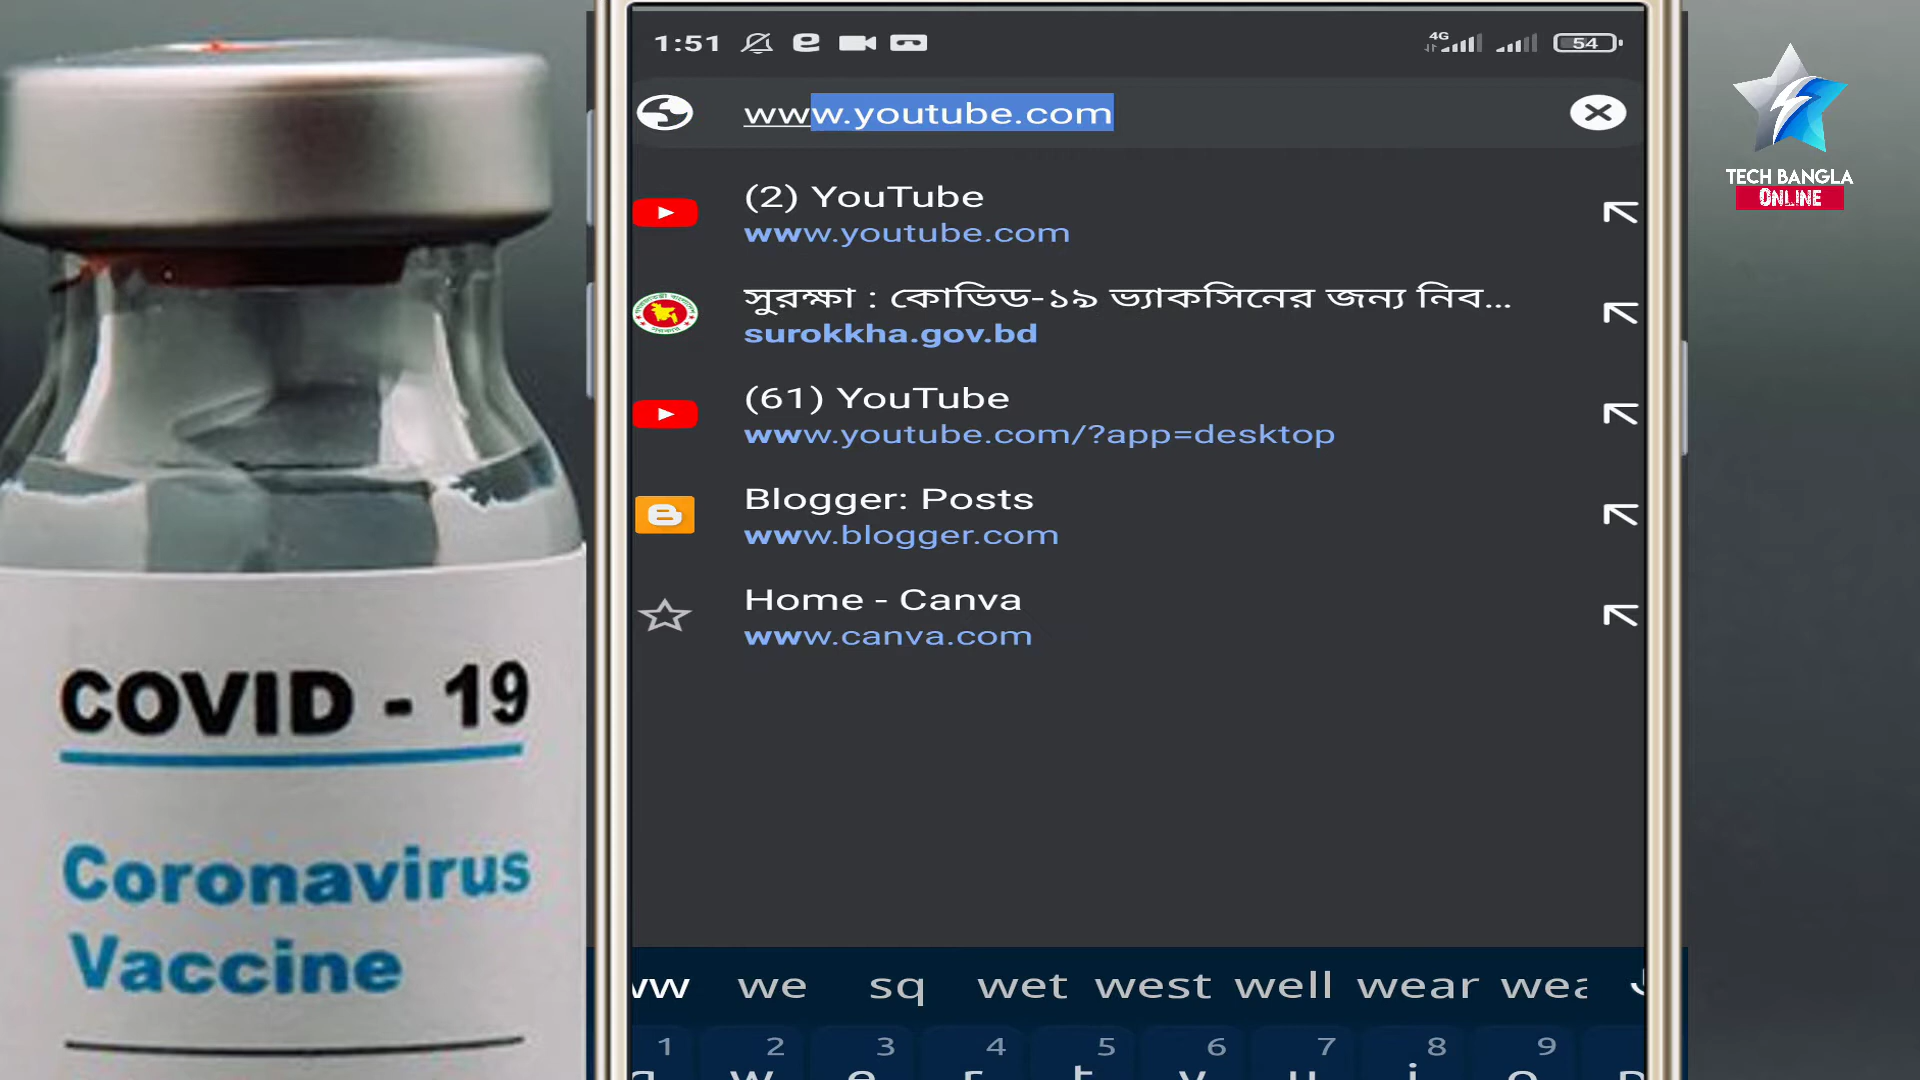 COVID - 19
Coronavirus
Vaccine
1:51
4G
54
www.youtube.com
(2) YouTube
www.youtube.com
সুরক্ষা : কোভিড-১৯ ভ্যাকসিনের জন্য নিব...
surokkha.gov.bd
(61) YouTube
www.youtube.com/?app=desktop
Blogger: Posts
www.blogger.com
Home - Canva
www.canva.com
we sq wet west well wear
1 2 3 4 5 6 7 8 9
TECH BANGLA
ONLINE